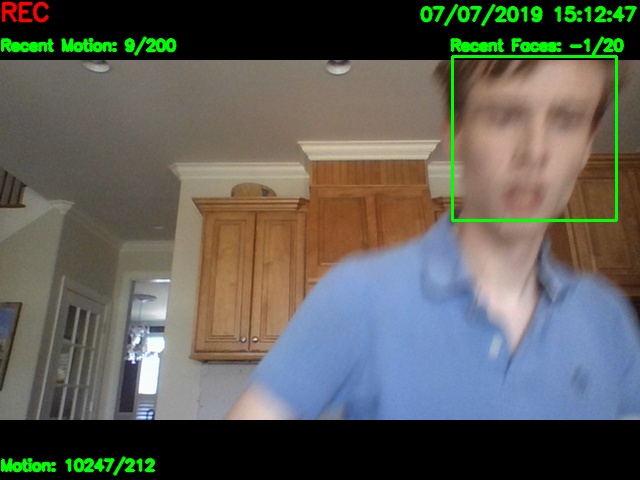 REC
07/07/2019 15:12:47
Recent Motion: 9/200
Recent Faces: -1/20
Motion: 10247/212